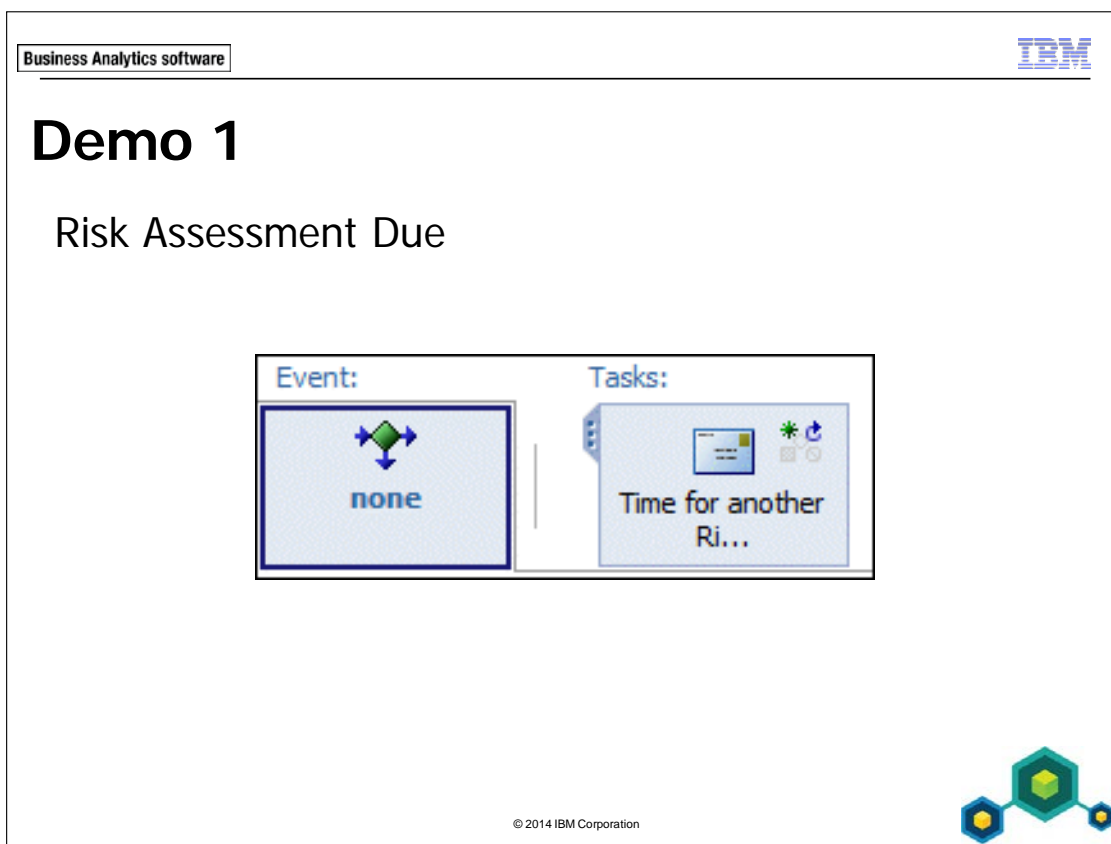 Business Analytics software
IBM
Demo 1
Risk Assessment Due
Event:
Tasks:
none
Time for another
Ri...
© 2014 IBM Corporation